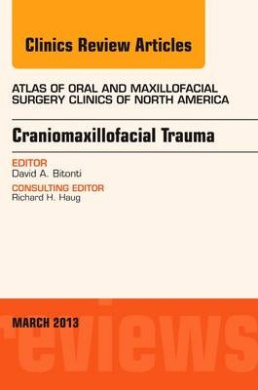 Clinics Review Articles
ATLAS OF ORAL AND MAXILLOFACIAL
SURGERY CLINICS OF NORTH AMERICA
Craniomaxillofacial Trauma
EDITOR
David A. Bitonti
CONSULTING EDITOR
Richard H. Haug
MARCH 2013
reviews